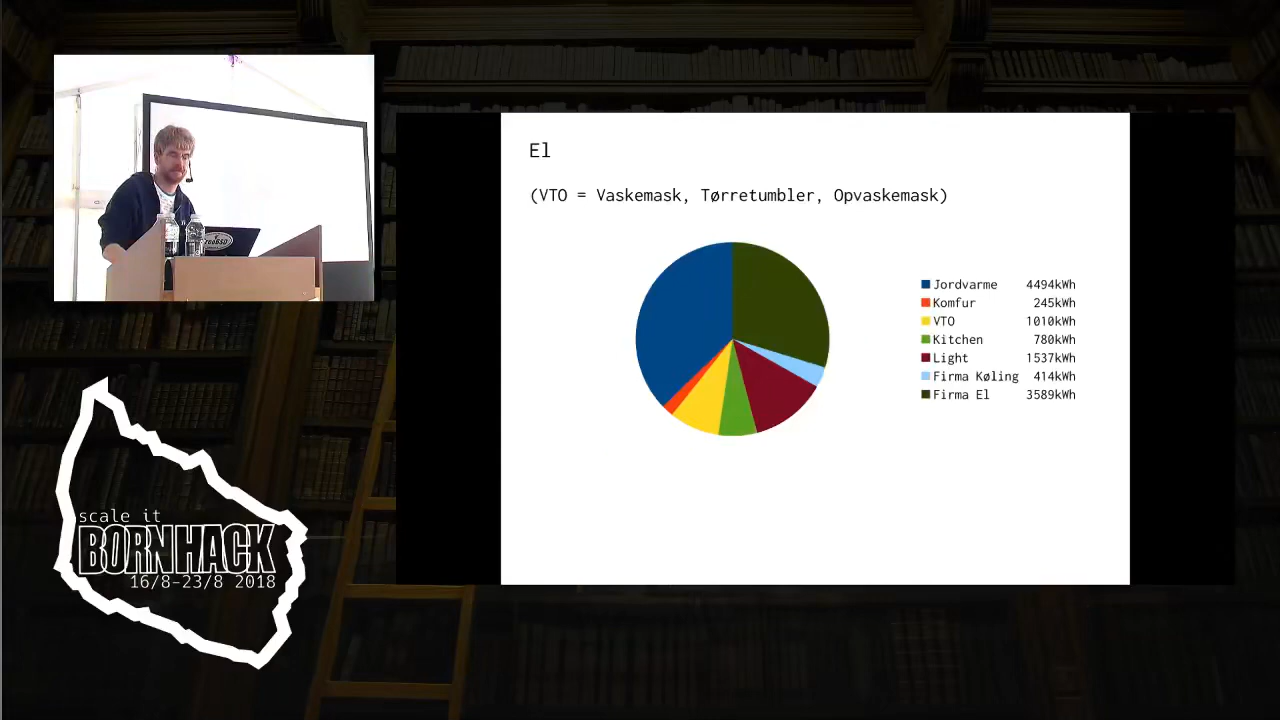 El
(VTO = Vaskemask, Tørretumbler, Opvaskemask)
Jordvarme 4494kWh
Komfur 245kWh
VTO 1010kWh
Kitchen 780kWh
Light 1537kWh
Firma Køling 414kWh
Firma El 3589kWh
scale it
BORNHACK
16/8-23/8 2018